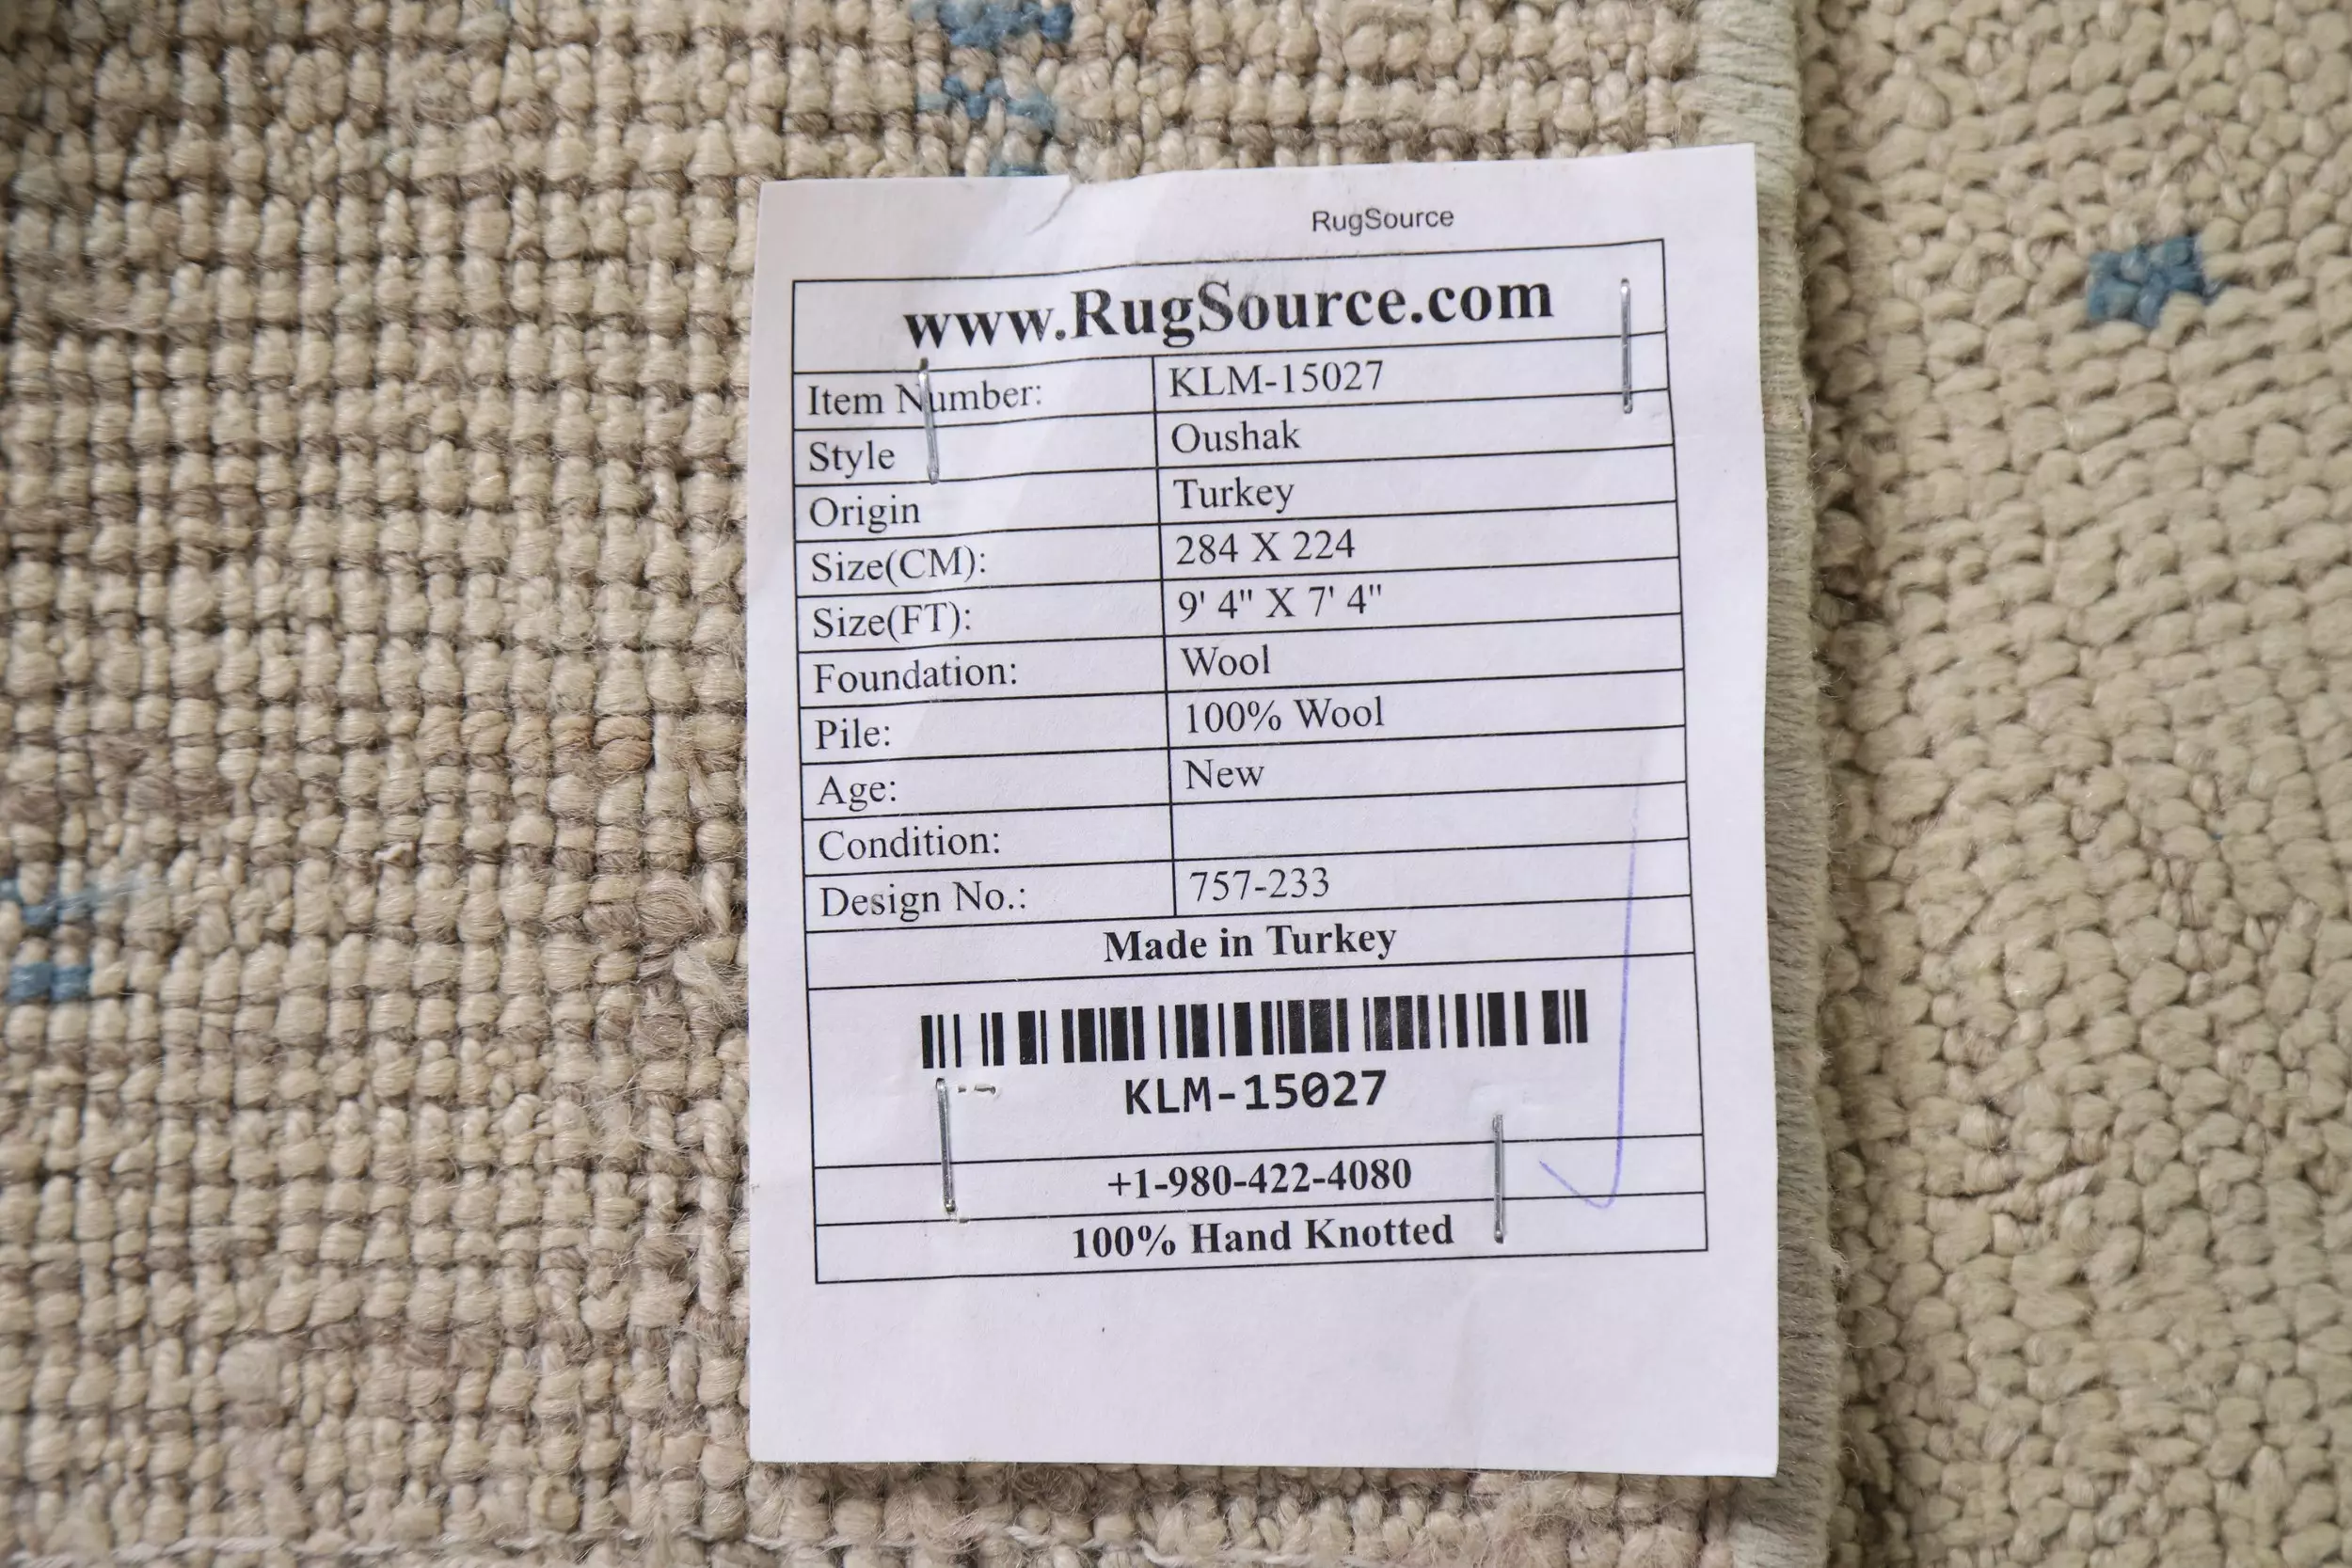 RugSource
www.RugSource.com
Item Number: KLM-15027
Style Oushak
Origin Turkey
Size(CM): 284 X 224
Size(FT): 9' 4" X 7' 4"
Foundation: Wool
Pile: 100% Wool
Age: New
Condition:
Design No.: 757-233
Made in Turkey
KLM-15027
+1-980-422-4080
100% Hand Knotted